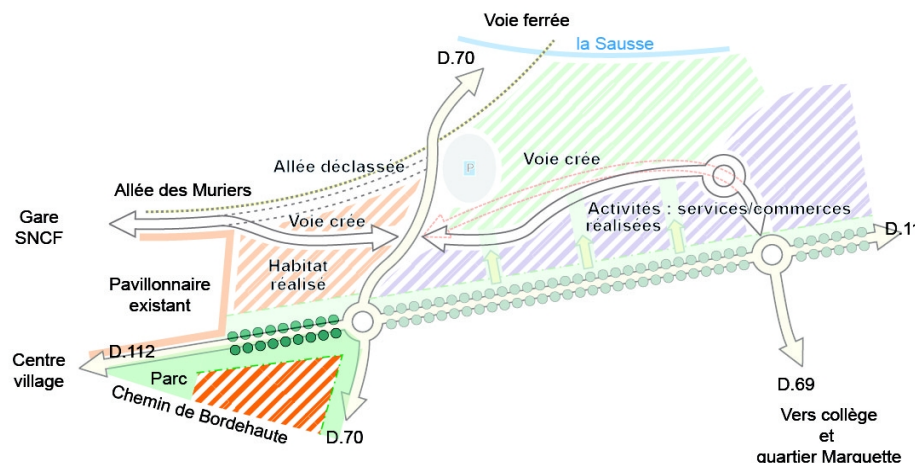 Voie ferrée
la Sausse
D.70
Allée déclassée
P
Voie crée
Allée des Muriers
Gare
SNCF
Voie crée
Activités : services/commerces
réalisées
D.11
Habitat
réalisé
Pavillonnaire
existant
D.112
Centre
village
Parc
Chemin de Bordehaute
D.70
D.69
Vers collège
et
quartier Marquette